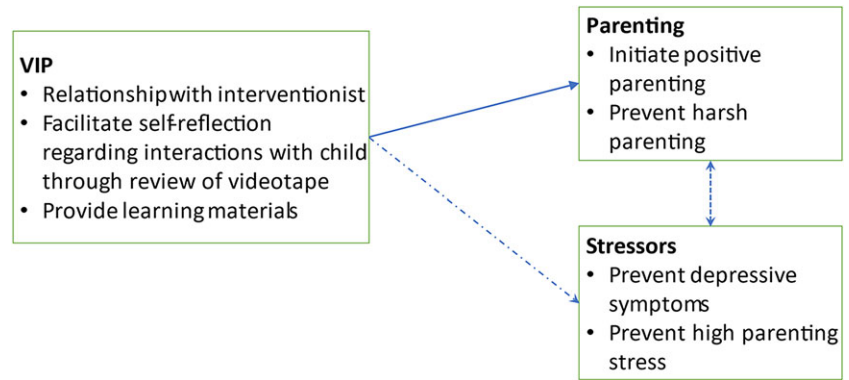 VIP
• Relationship with interventionist
• Facilitate self-reflection
regarding interactions with child
through review of videotape
• Provide learning materials
Parenting
• Initiate positive
parenting
• Prevent harsh
parenting
Stressors
• Prevent depressive
symptoms
• Prevent high parenting
stress